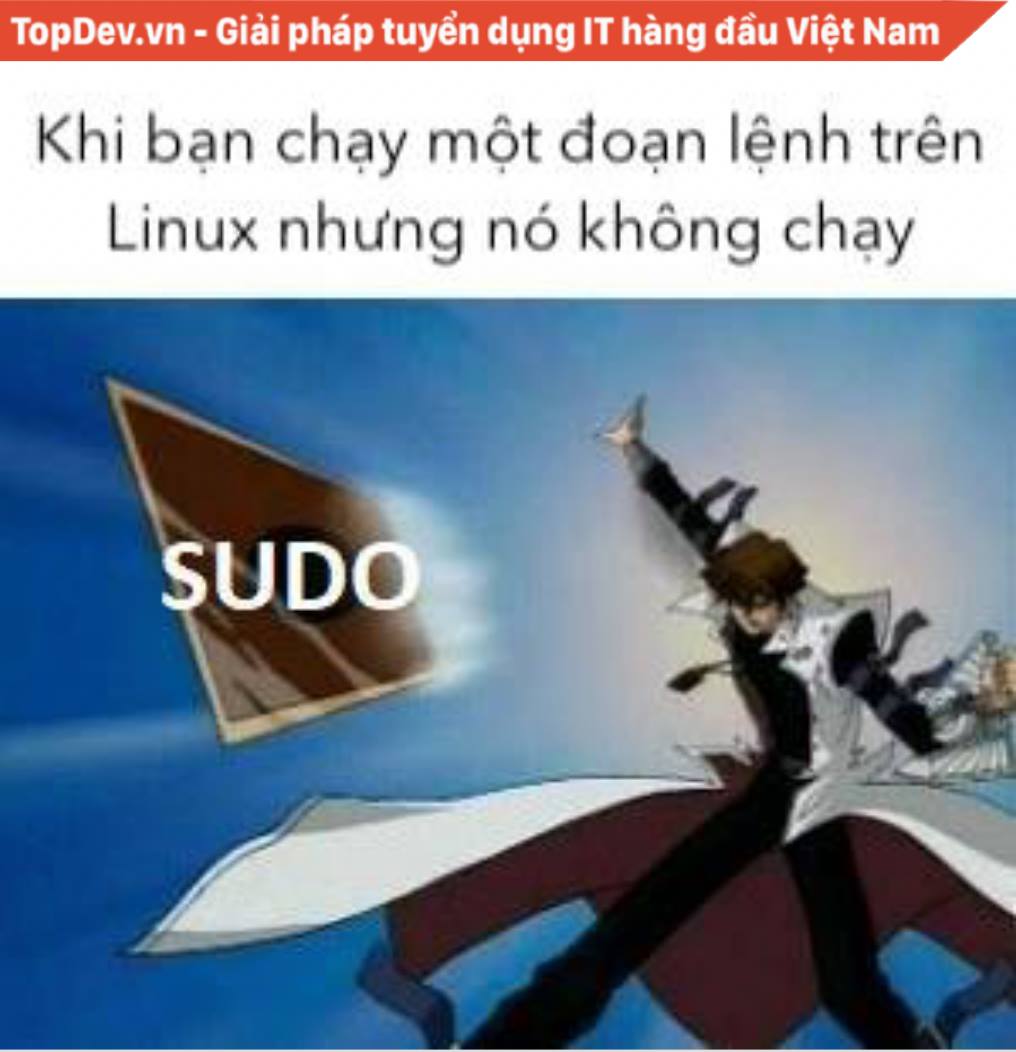 TopDev.vn - Giải pháp tuyển dụng IT hàng đầu Việt Nam
Khi bạn chạy một đoạn lệnh trên
Linux nhưng nó không chạy
SUDO